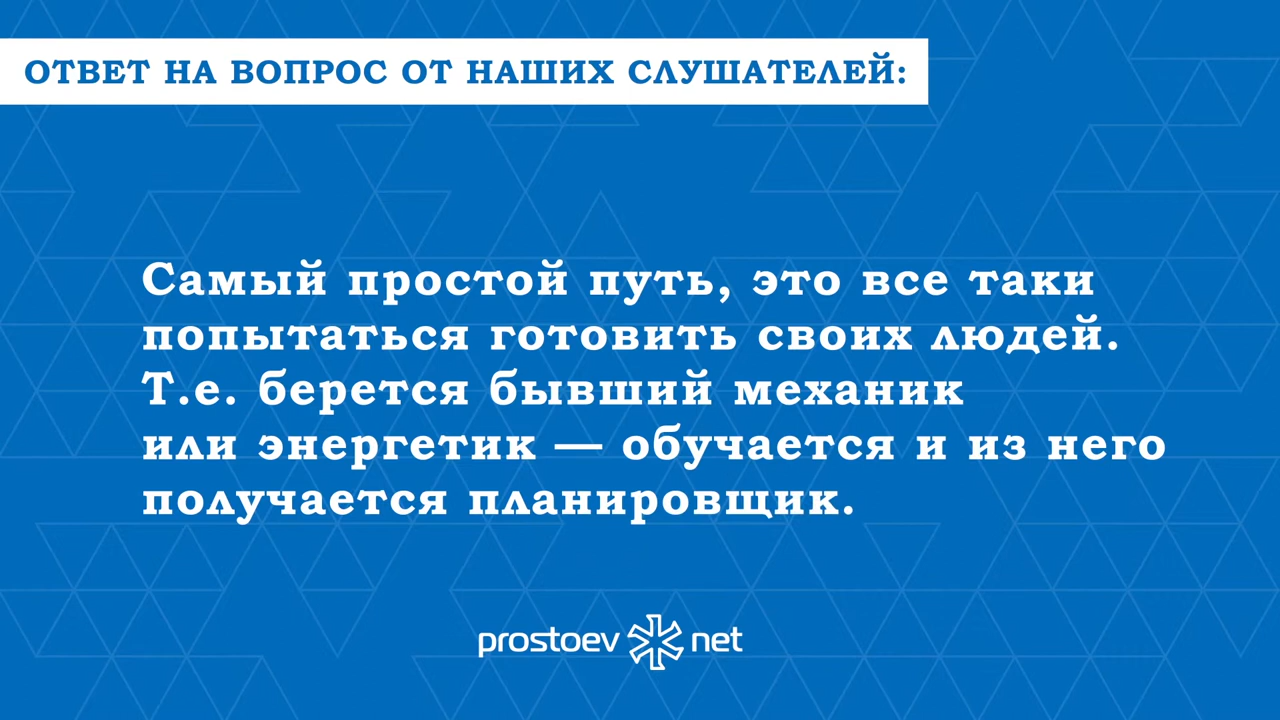 ОТВЕТ НА ВОПРОС ОТ НАШИХ СЛУШАТЕЛЕЙ:
Самый простой путь, это все таки
попытаться готовить своих людей.
Т.е. берется бывший механик
или энергетик — обучается и из него
получается планировщик.
prostoev net